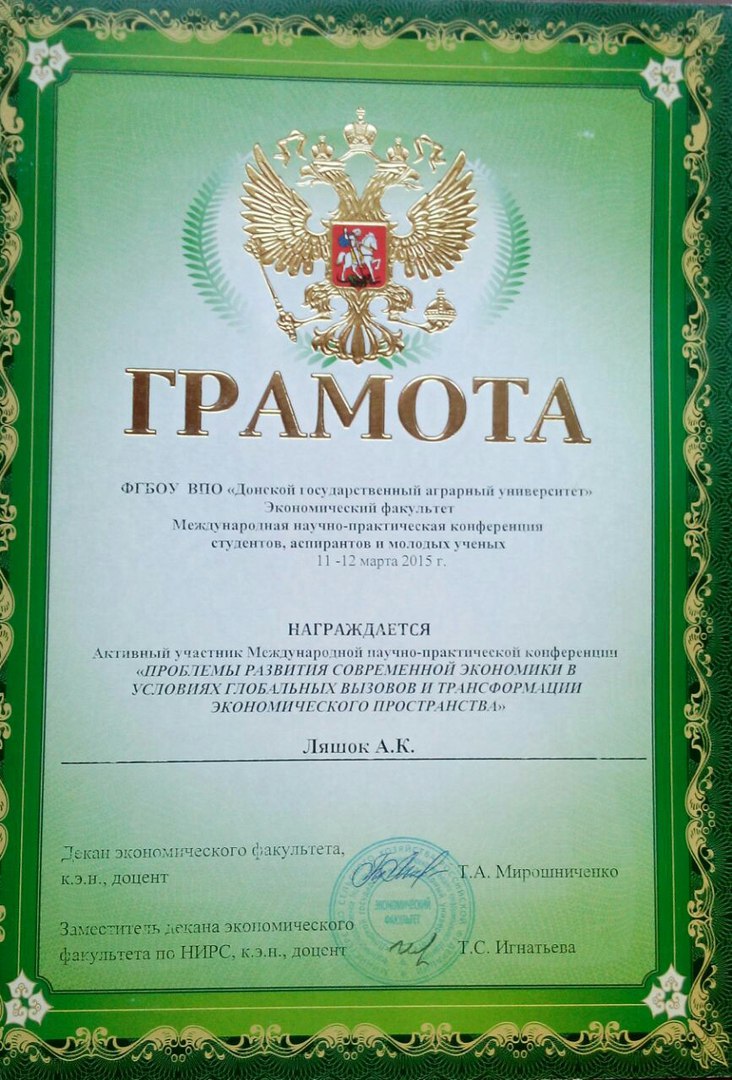 ГРАМОТА
ФГБОУ ВПО «Донской государственный аграрный университет»
Экономический факультет
Международная научно-практическая конференция
студентов, аспирантов и молодых ученых
11 -12 марта 2015 г.
НАГРАЖДАЕТСЯ
Активный участник Международной научно-практической конференции
«ПРОБЛЕМЫ РАЗВИТИЯ СОВРЕМЕННОЙ ЭКОНОМИКИ В
УСЛОВИЯХ ГЛОБАЛЬНЫХ ВЫЗОВОВ И ТРАНСФОРМАЦИИ
ЭКОНОМИЧЕСКОГО ПРОСТРАНСТВА»
Ляшок А.К.
Декан экономического факультета,
к.э.н., доцент Т.А. Мирошниченко
ЭКОНОМИЧЕСКИЙ
ФАКУЛЬТЕТ
Заместитель декана экономического
факультета по НИРС, к.э.н., доцент Т.С. Игнатьева